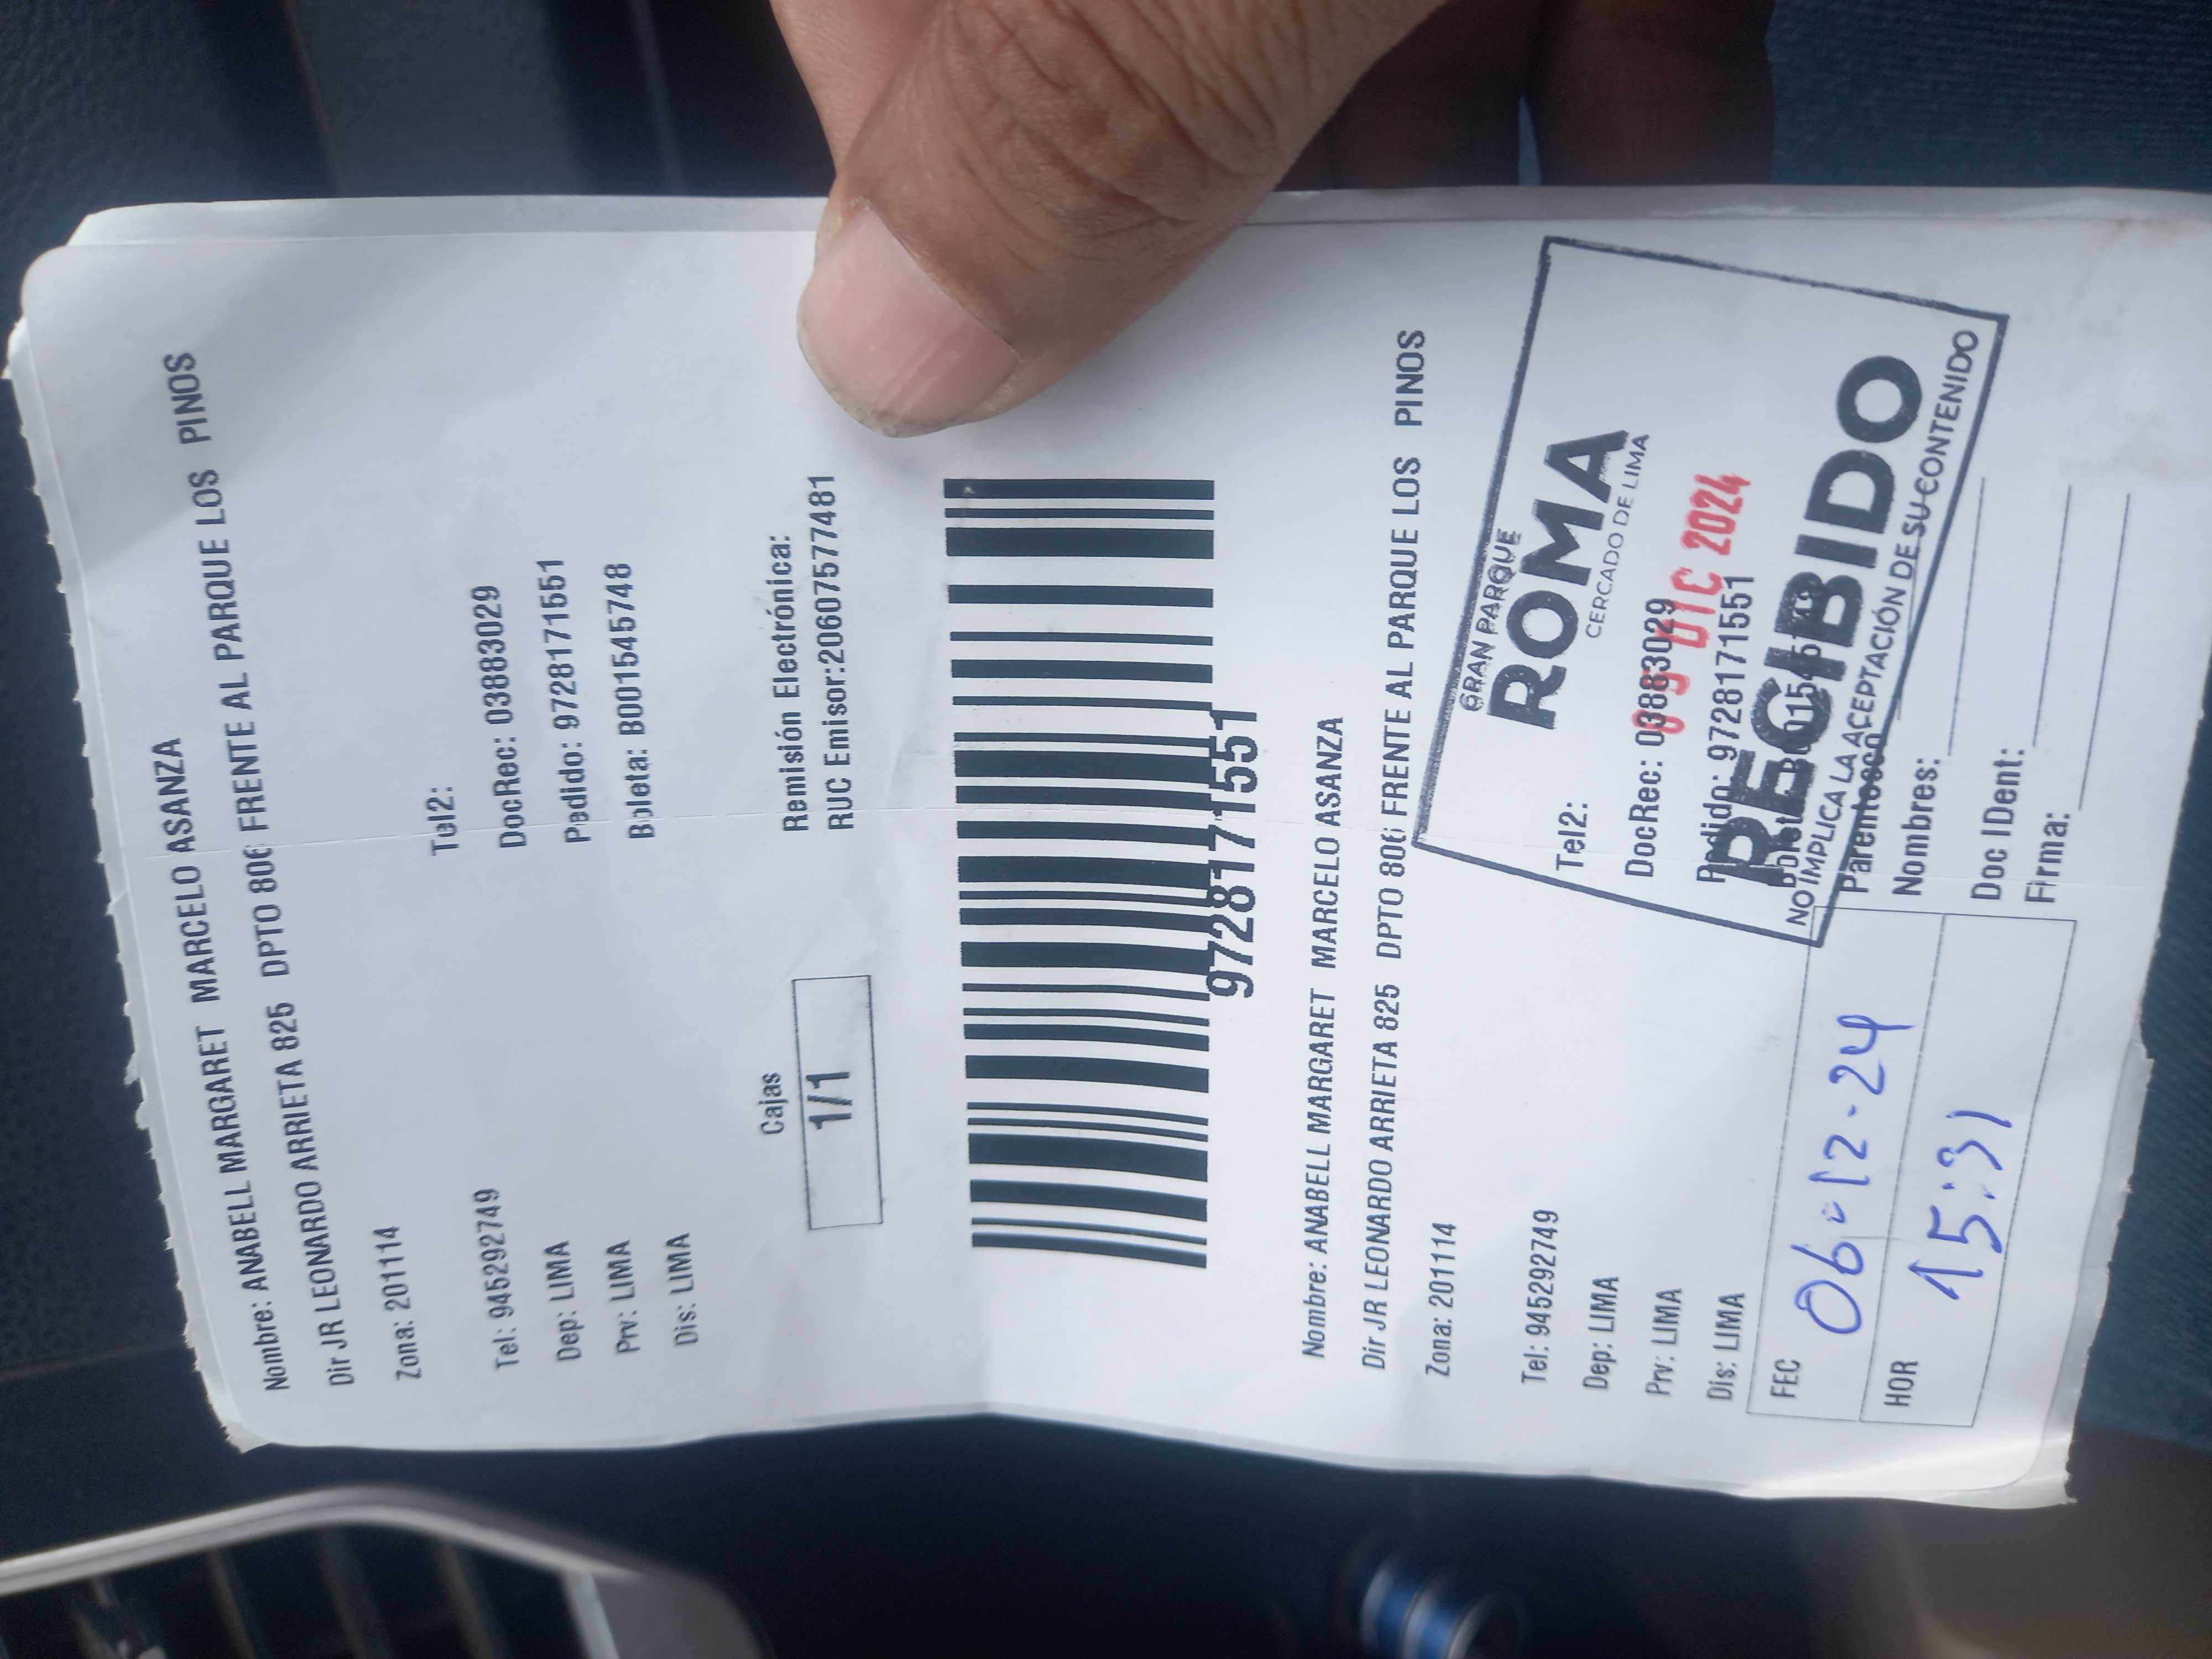 Nombre: ANABELL MARGARET MARCELO ASANZA
Dir JR LEONARDO ARRIETA 825 DPTO 806 FRENTE AL PARQUE LOS PINOS
Zona: 201114
Tel: 945292749 Tel2:
Dep: LIMA DocRec: 03883029
Prv: LIMA Pedido: 9728171551
Dis: LIMA Boleta: B001545748
Cajas Remisión Electrónica:
1/1 RUC Emisor:20607577481
9728171551
Nombre: ANABELL MARGARET MARCELO ASANZA
Dir JR LEONARDO ARRIETA 825 DPTO 806 FRENTE AL PARQUE LOS PINOS
Zona: 201114
Tel: 945292749 Tel2:
Dep: LIMA DocRec: 03883029
Prv: LIMA Pedido: 9728171551
Dis: LIMA
GRAN PARQUE
ROMA
CERCADO DE LIMA
DIC 2024
RECIBIDO
NO IMPLICA LA ACEPTACIÓN DE SU CONTENIDO
FEC 06-12-24 Parentesco
HOR 15:31 Nombres:
Doc IDent:
Firma: